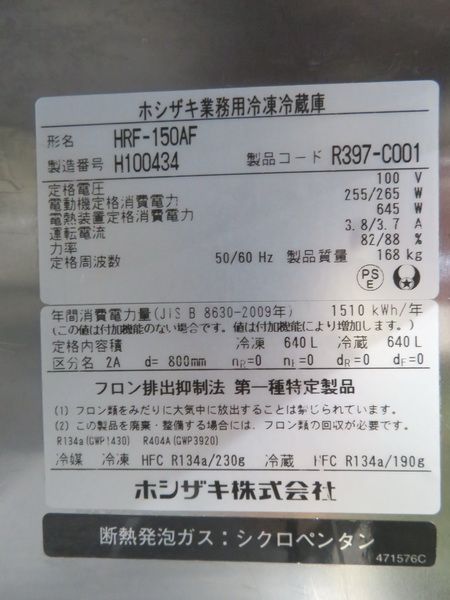 ホシザキ業務用冷凍冷蔵庫
形名 HRF-150AF
製造番号 H100434 製品コード R397-C001
定格電圧 100 V
電動機定格消費電力 255/265 W
電熱装置定格消費電力 645 W
運転電流 3.8/3.7 A
力率 82/88 %
定格周波数 50/60 Hz 製品質量 168 kg
PS
E
年間消費電力量(JIS B 8630-2009年) 1510 kWh/年
(この値は付加機能のない場合です。値は付加機能により増加します。)
定格内容積 冷凍 640 L 冷蔵 640 L
区分名 2A d= 800mm nR=0 nF=0 dR=0 dF=0
フロン排出抑制法 第一種特定製品
(1) フロン類をみだりに大気中に放出することは禁じられています。
(2) この製品を廃棄・整備する場合には、フロン類の回収が必要です。
R134a(GWP1430) R404A(GWP3920)
冷媒 冷凍 HFC R134a/230g 冷蔵 HFC R134a/190g
ホシザキ株式会社
断熱発泡ガス：シクロペンタン
471576C